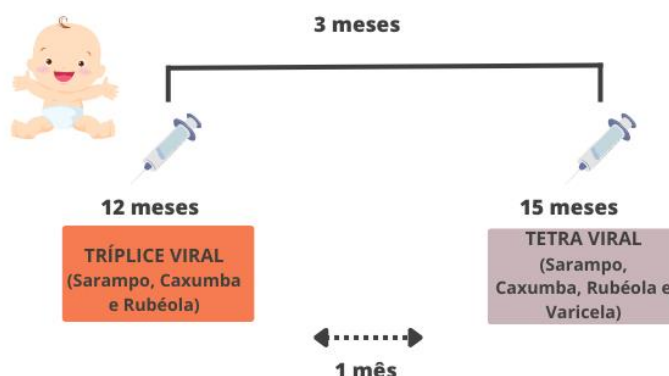 3 meses
12 meses
15 meses
TRÍPLICE VIRAL
(Sarampo, Caxumba
e Rubéola)
TETRA VIRAL
(Sarampo,
Caxumba, Rubéola e
Varicela)
1 mês